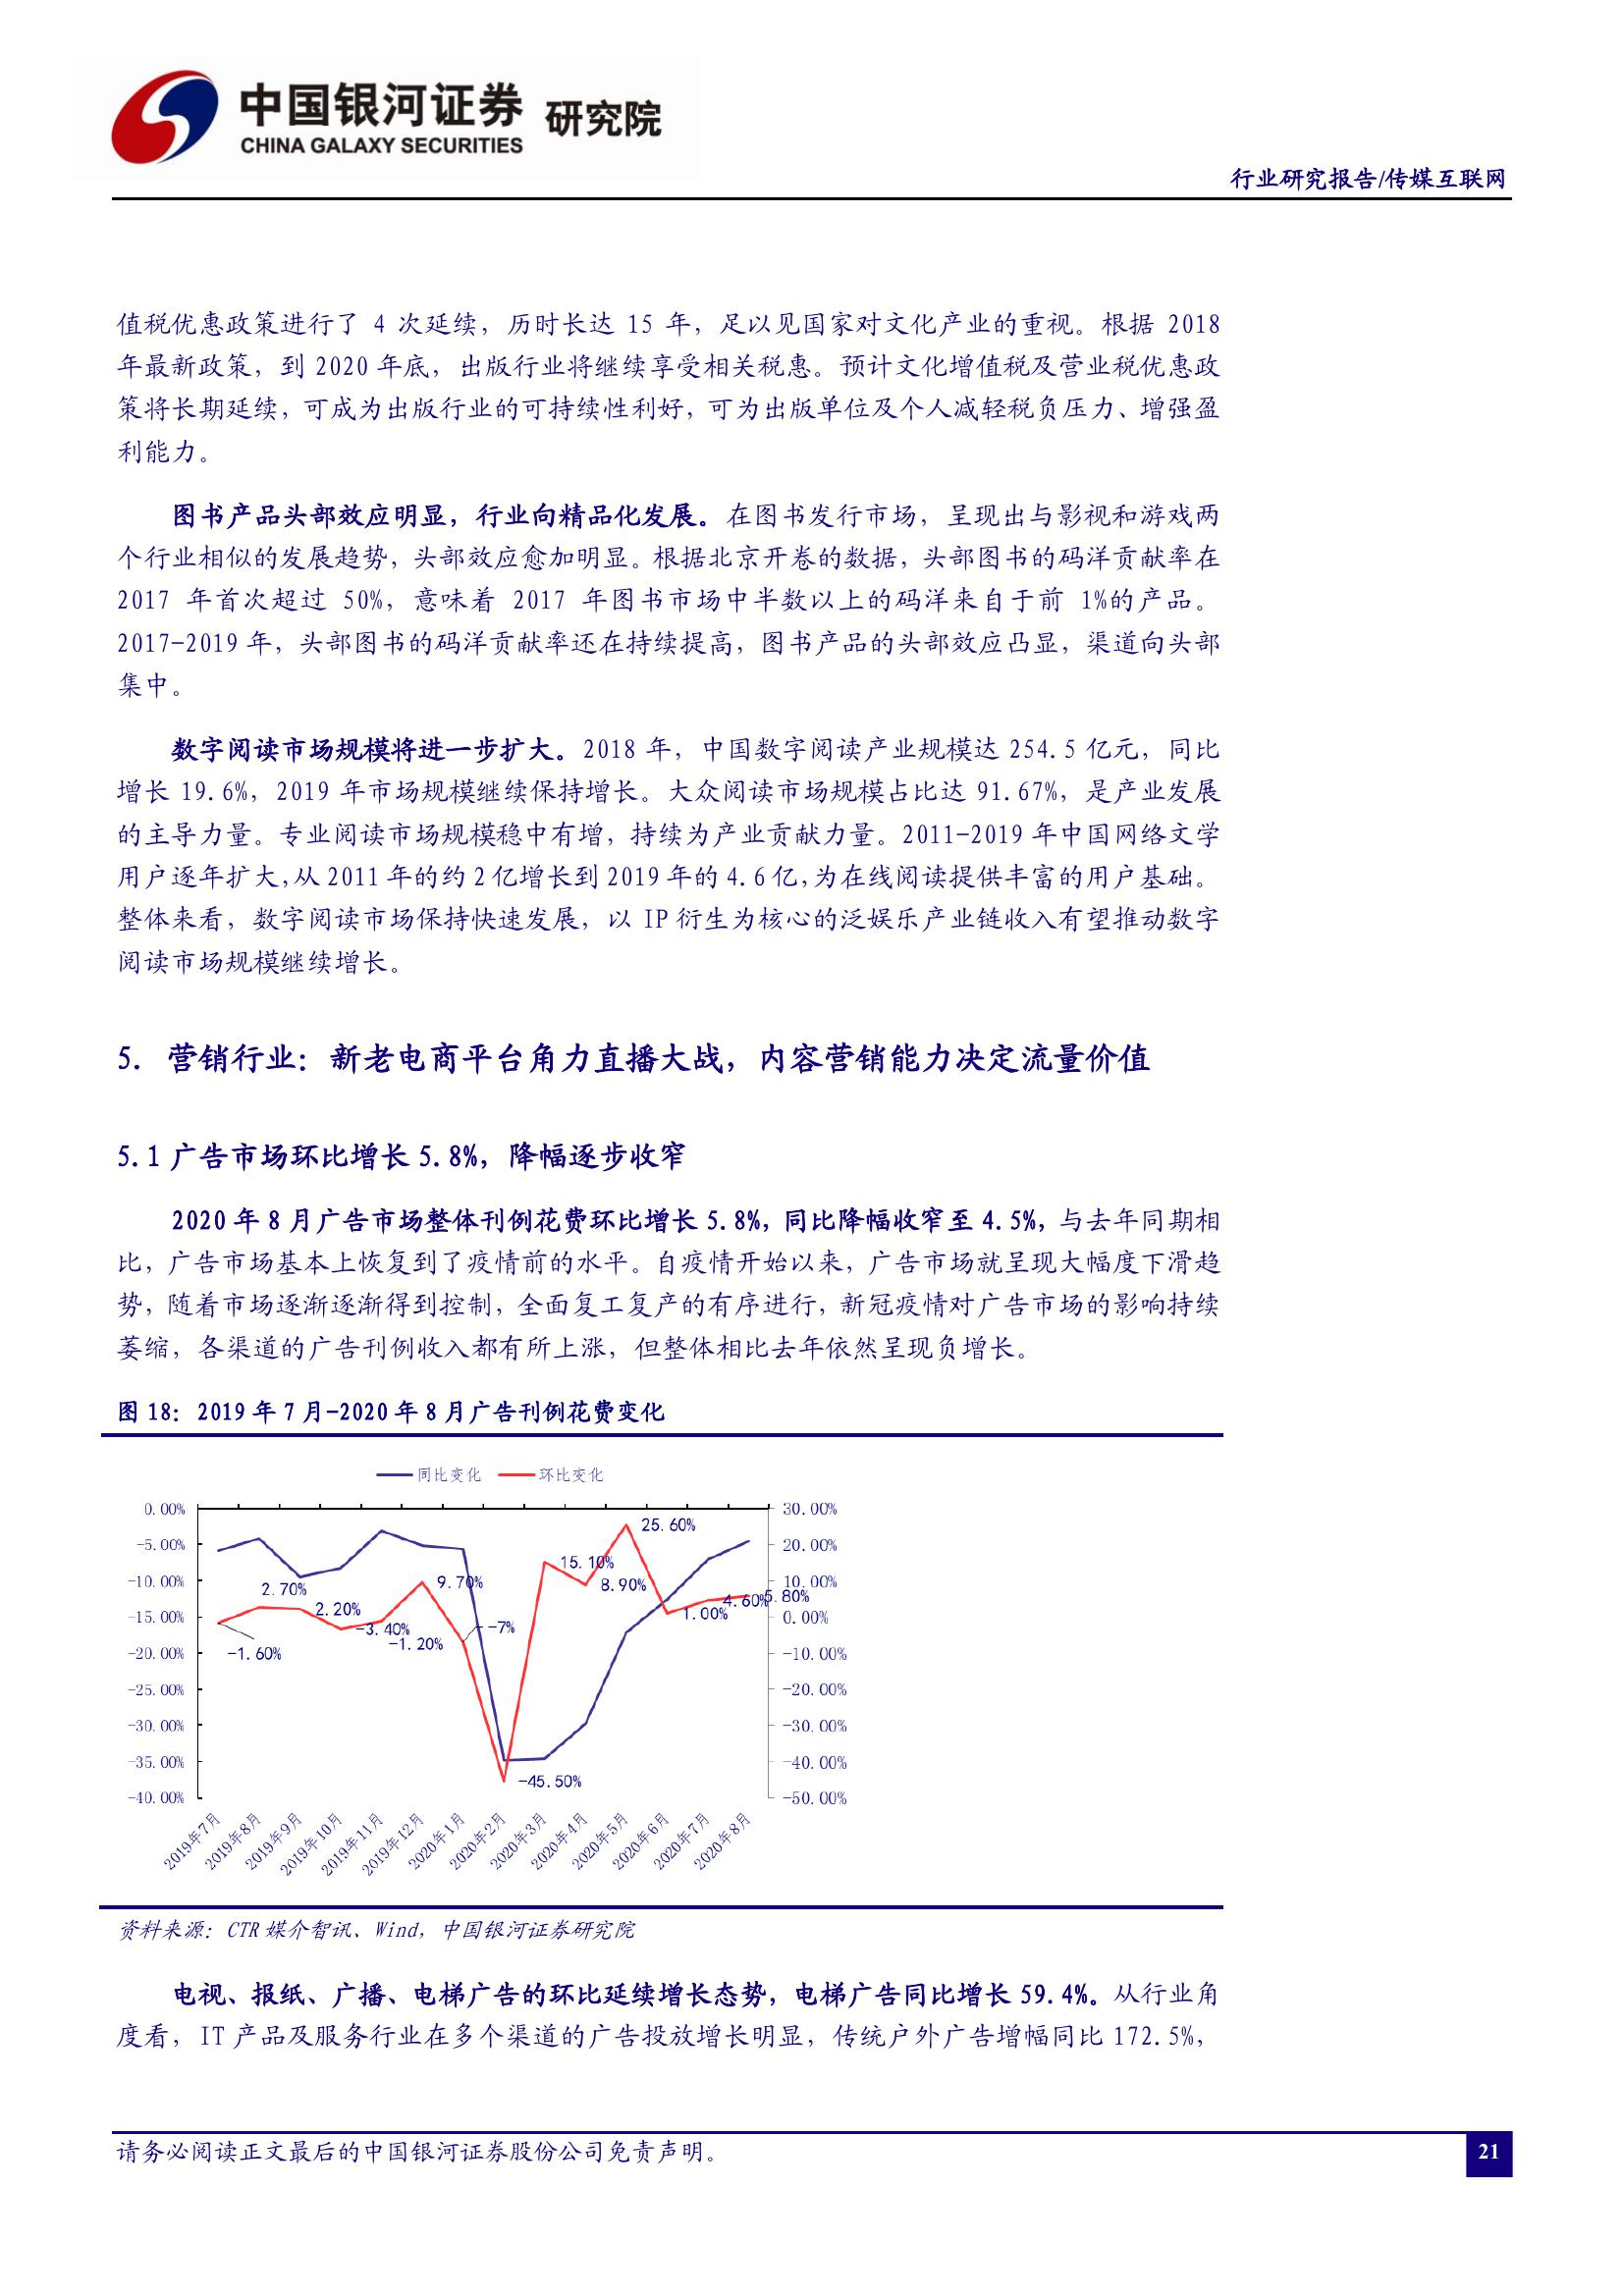 中国银河证券 研究院
CHINA GALAXY SECURITIES
行业研究报告/传媒互联网
值税优惠政策进行了 4 次延续，历时长达 15 年，足以见国家对文化产业的重视。根据 2018
年最新政策，到 2020 年底，出版行业将继续享受相关税惠。预计文化增值税及营业税优惠政
策将长期延续，可成为出版行业的可持续性利好，可为出版单位及个人减轻税负压力、增强盈
利能力。
图书产品头部效应明显，行业向精品化发展。在图书发行市场，呈现出与影视和游戏两
个行业相似的发展趋势，头部效应愈加明显。根据北京开卷的数据，头部图书的码洋贡献率在
2017 年首次超过 50%，意味着 2017 年图书市场中半数以上的码洋来自于前 1%的产品。
2017-2019 年，头部图书的码洋贡献率还在持续提高，图书产品的头部效应凸显，渠道向头部
集中。
数字阅读市场规模将进一步扩大。2018 年，中国数字阅读产业规模达 254.5 亿元，同比
增长 19.6%，2019 年市场规模继续保持增长。大众阅读市场规模占比达 91.67%，是产业发展
的主导力量。专业阅读市场规模稳中有增，持续为产业贡献力量。2011-2019 年中国网络文学
用户逐年扩大，从 2011 年的约 2 亿增长到 2019 年的 4.6 亿，为在线阅读提供丰富的用户基础。
整体来看，数字阅读市场保持快速发展，以 IP 衍生为核心的泛娱乐产业链收入有望推动数字
阅读市场规模继续增长。
5. 营销行业：新老电商平台角力直播大战，内容营销能力决定流量价值
5.1 广告市场环比增长 5.8%，降幅逐步收窄
2020 年 8 月广告市场整体刊例花费环比增长 5.8%，同比降幅收窄至 4.5%，与去年同期相
比，广告市场基本上恢复到了疫情前的水平。自疫情开始以来，广告市场就呈现大幅度下滑趋
势，随着市场逐渐逐渐得到控制，全面复工复产的有序进行，新冠疫情对广告市场的影响持续
萎缩，各渠道的广告刊例收入都有所上涨，但整体相比去年依然呈现负增长。
图 18：2019 年 7 月-2020 年 8 月广告刊例花费变化
同比变化 环比变化
0.00%
-5.00%
-10.00%
-15.00%
-20.00%
-25.00%
-30.00%
-35.00%
-40.00%
-1.60%
2.70%
2.20%
-3.40%
-1.20%
9.70%
-7%
-45.50%
15.10%
8.90%
25.60%
1.00%
4.60%
5.80%
30.00%
20.00%
10.00%
0.00%
-10.00%
-20.00%
-30.00%
-40.00%
-50.00%
2019年7月
2019年8月
2019年9月
2019年10月
2019年11月
2019年12月
2020年1月
2020年2月
2020年3月
2020年4月
2020年5月
2020年6月
2020年7月
2020年8月
资料来源：CTR 媒介智讯、Wind，中国银河证券研究院
电视、报纸、广播、电梯广告的环比延续增长态势，电梯广告同比增长 59.4%。从行业角
度看，IT 产品及服务行业在多个渠道的广告投放增长明显，传统户外广告增幅同比 172.5%，
请务必阅读正文最后的中国银河证券股份公司免责声明。
21